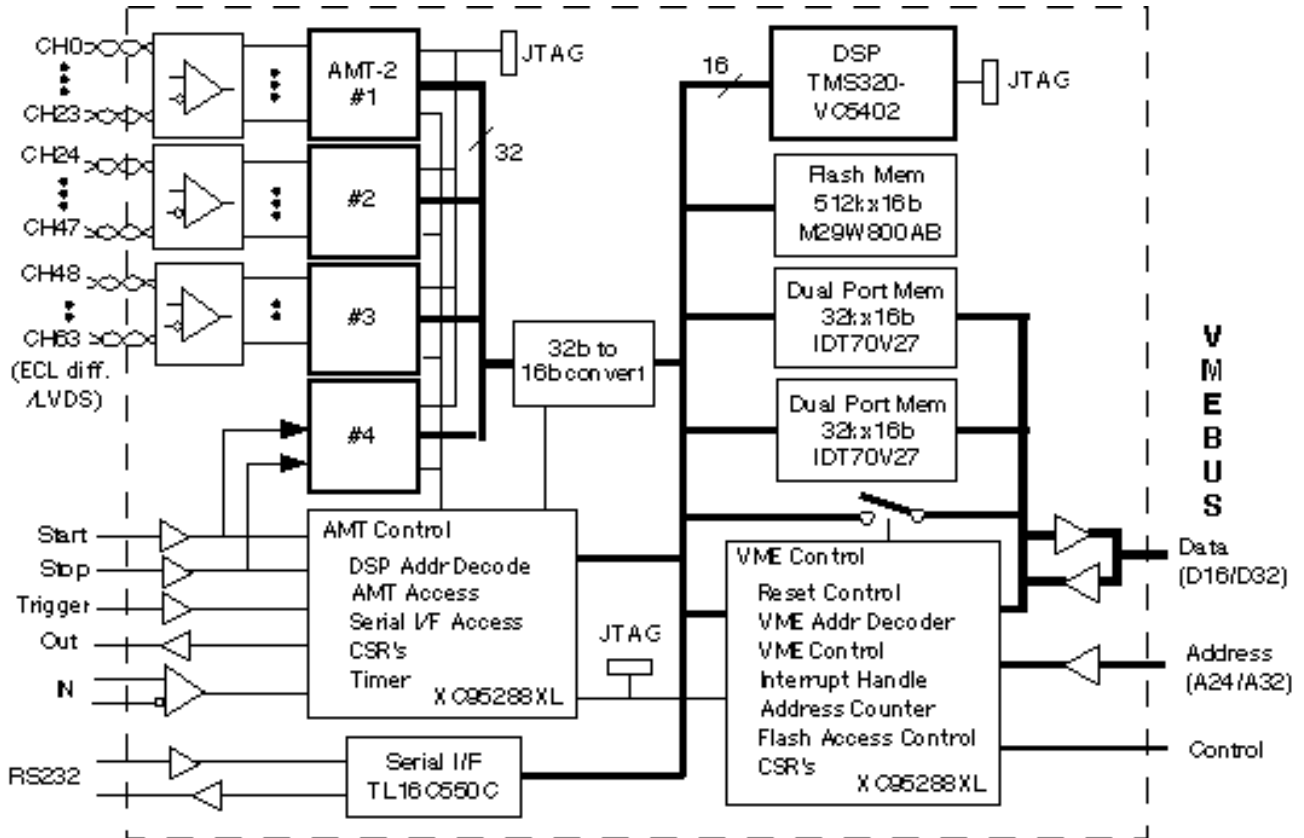 CH0
CH23
CH24
CH47
CH48
CH63
(ECL diff.
/LVDS)
AMT-2
#1
#2
#3
#4
JTAG
32
32b to
16b convert
16
DSP
TMS320-
VC5402
JTAG
Flash Mem
512kx16b
M29W800AB
Dual Port Mem
32kx16b
IDT70V27
Dual Port Mem
32kx16b
IDT70V27
VMEBUS
Start
Stop
Trigger
Out
IN
RS232
AMT Control
DSP Addr Decode
AMT Access
Serial I/F Access
CSR's
Timer
XC95288XL
JTAG
Serial I/F
TL16C550C
VME Control
Reset Control
VME Addr Decoder
VME Control
Interrupt Handle
Address Counter
Flash Access Control
CSR's
XC95288XL
Data
(D16/D32)
Address
(A24/A32)
Control